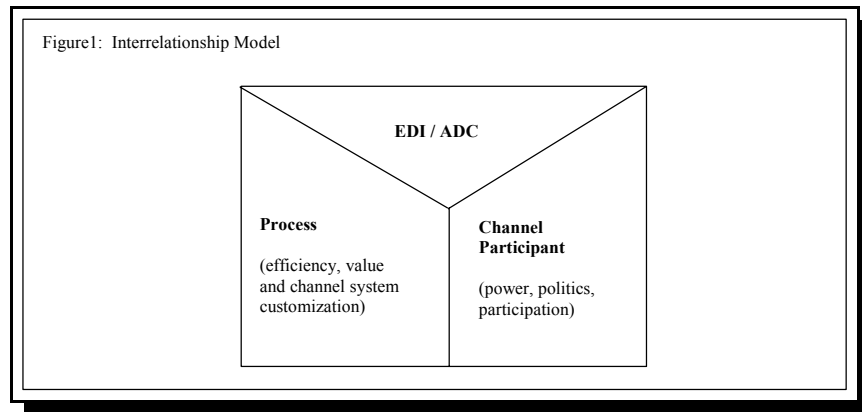 Figure1: Interrelationship Model
EDI / ADC
Process
(efficiency, value
and channel system
customization)
Channel
Participant
(power, politics,
participation)